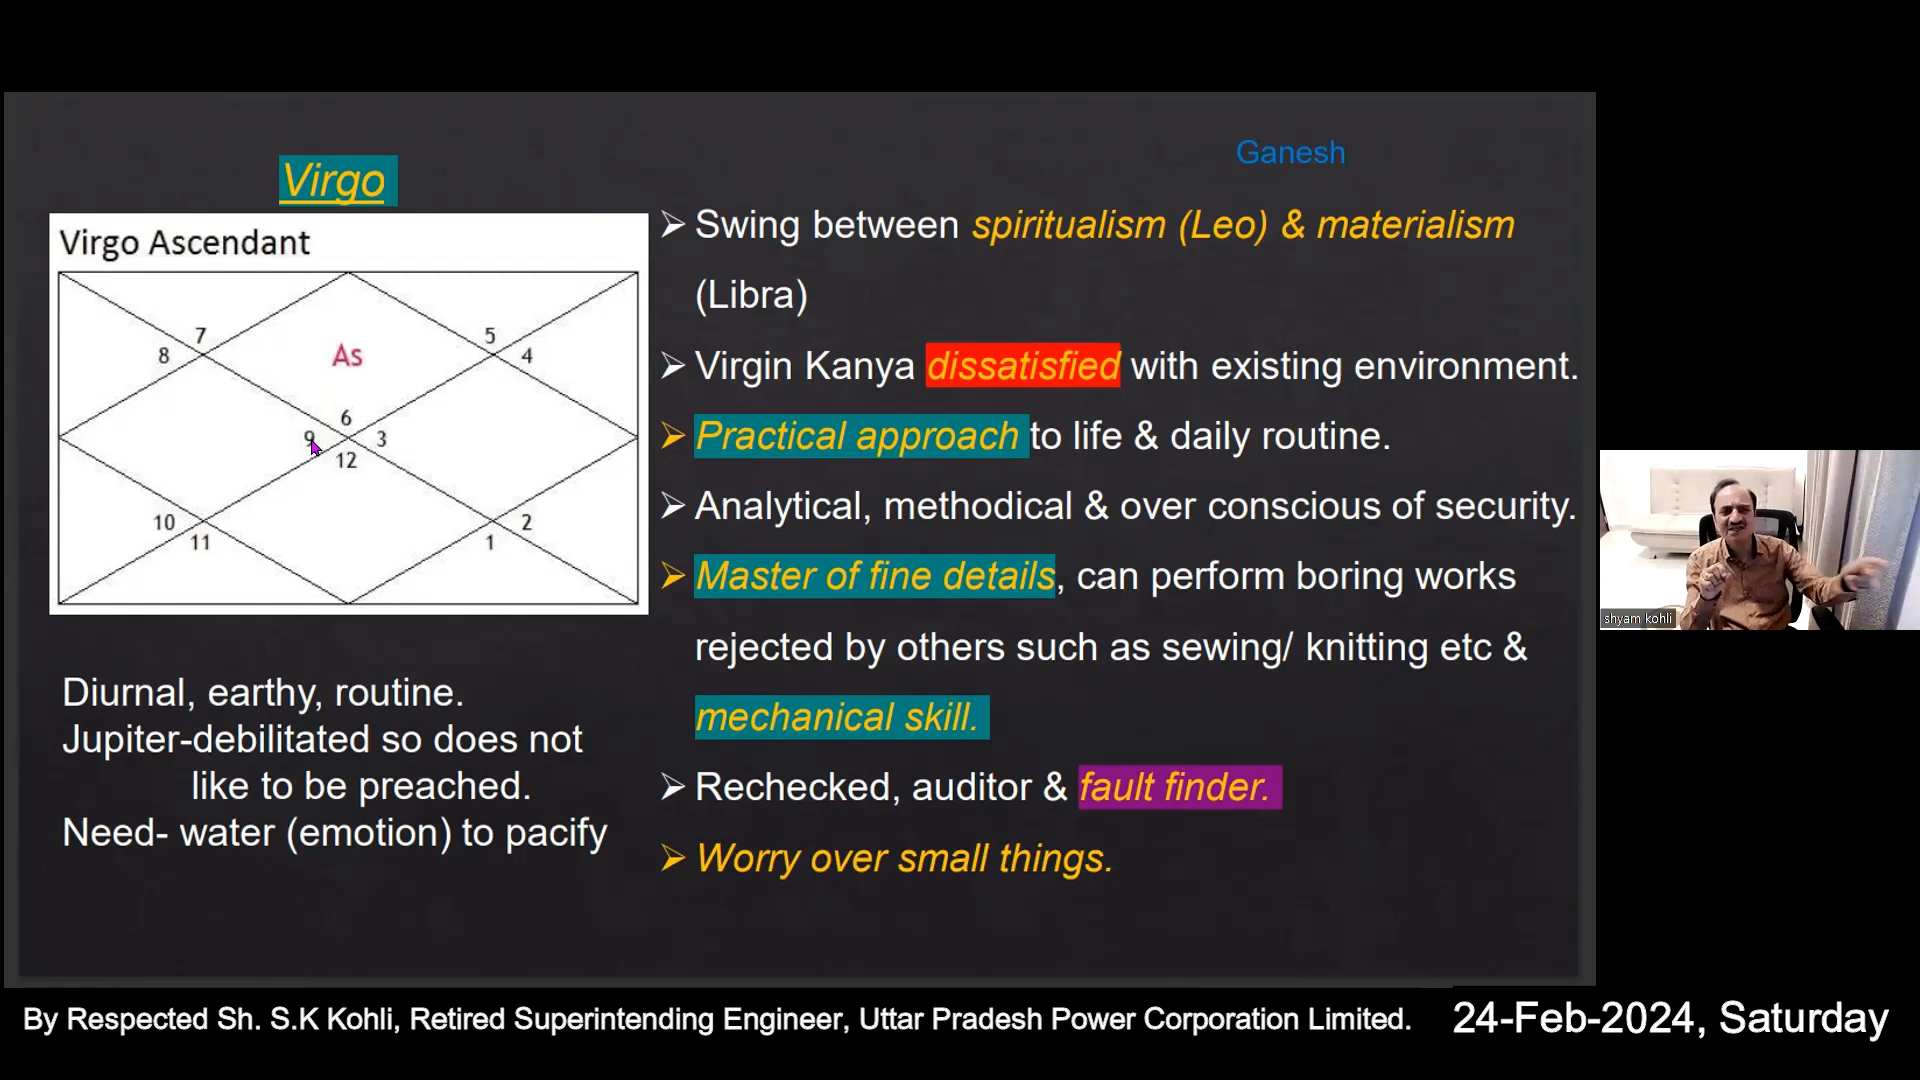 Ganesh
Virgo
Virgo Ascendant
7
5
8
As
4
6
9
3
12
10
2
11
1
Diurnal, earthy, routine.
Jupiter-debilitated so does not
like to be preached.
Need- water (emotion) to pacify
➢ Swing between spiritualism (Leo) & materialism
(Libra)
➢ Virgin Kanya dissatisfied with existing environment.
➢ Practical approach to life & daily routine.
➢ Analytical, methodical & over conscious of security.
➢ Master of fine details, can perform boring works
rejected by others such as sewing/ knitting etc &
mechanical skill.
➢ Rechecked, auditor & fault finder.
➢ Worry over small things.
shyam kohli
By Respected Sh. S.K Kohli, Retired Superintending Engineer, Uttar Pradesh Power Corporation Limited.
24-Feb-2024, Saturday